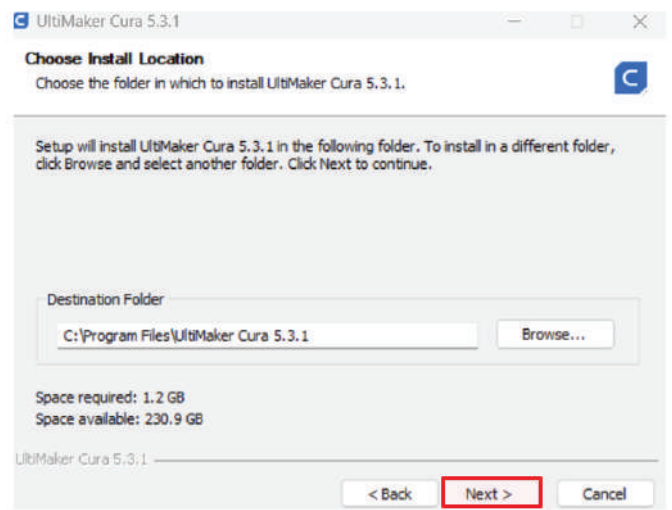 UltiMaker Cura 5.3.1
Choose Install Location
Choose the folder in which to install UltiMaker Cura 5.3.1.
Setup will install UltiMaker Cura 5.3.1 in the following folder. To install in a different folder,
click Browse and select another folder. Click Next to continue.
Destination Folder
C:\Program Files\UltiMaker Cura 5.3.1
Browse...
Space required: 1.2 GB
Space available: 230.9 GB
UltiMaker Cura 5.3.1
< Back
Next >
Cancel